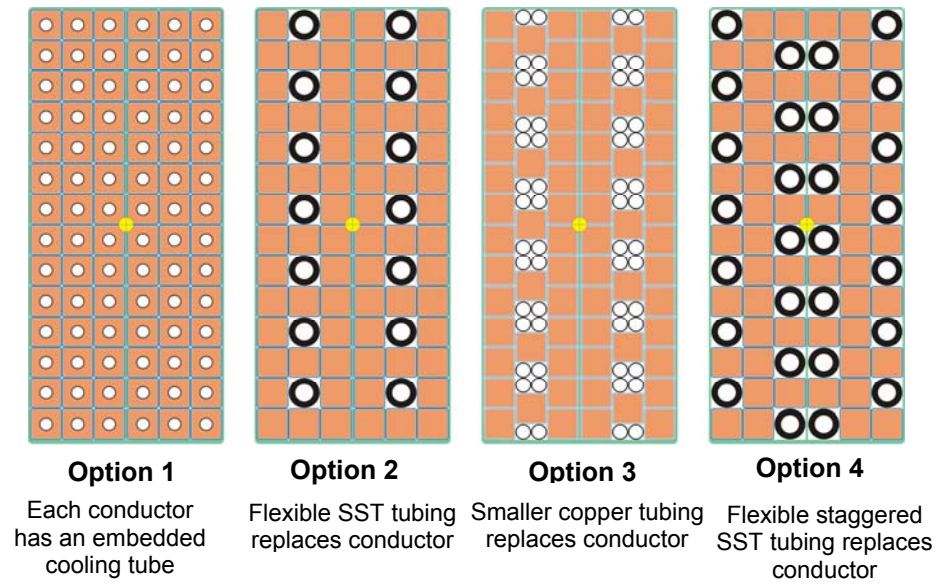 Option 1
Each conductor
has an embedded
cooling tube
Option 2
Flexible SST tubing
replaces conductor
Option 3
Smaller copper tubing
replaces conductor
Option 4
Flexible staggered
SST tubing replaces
conductor